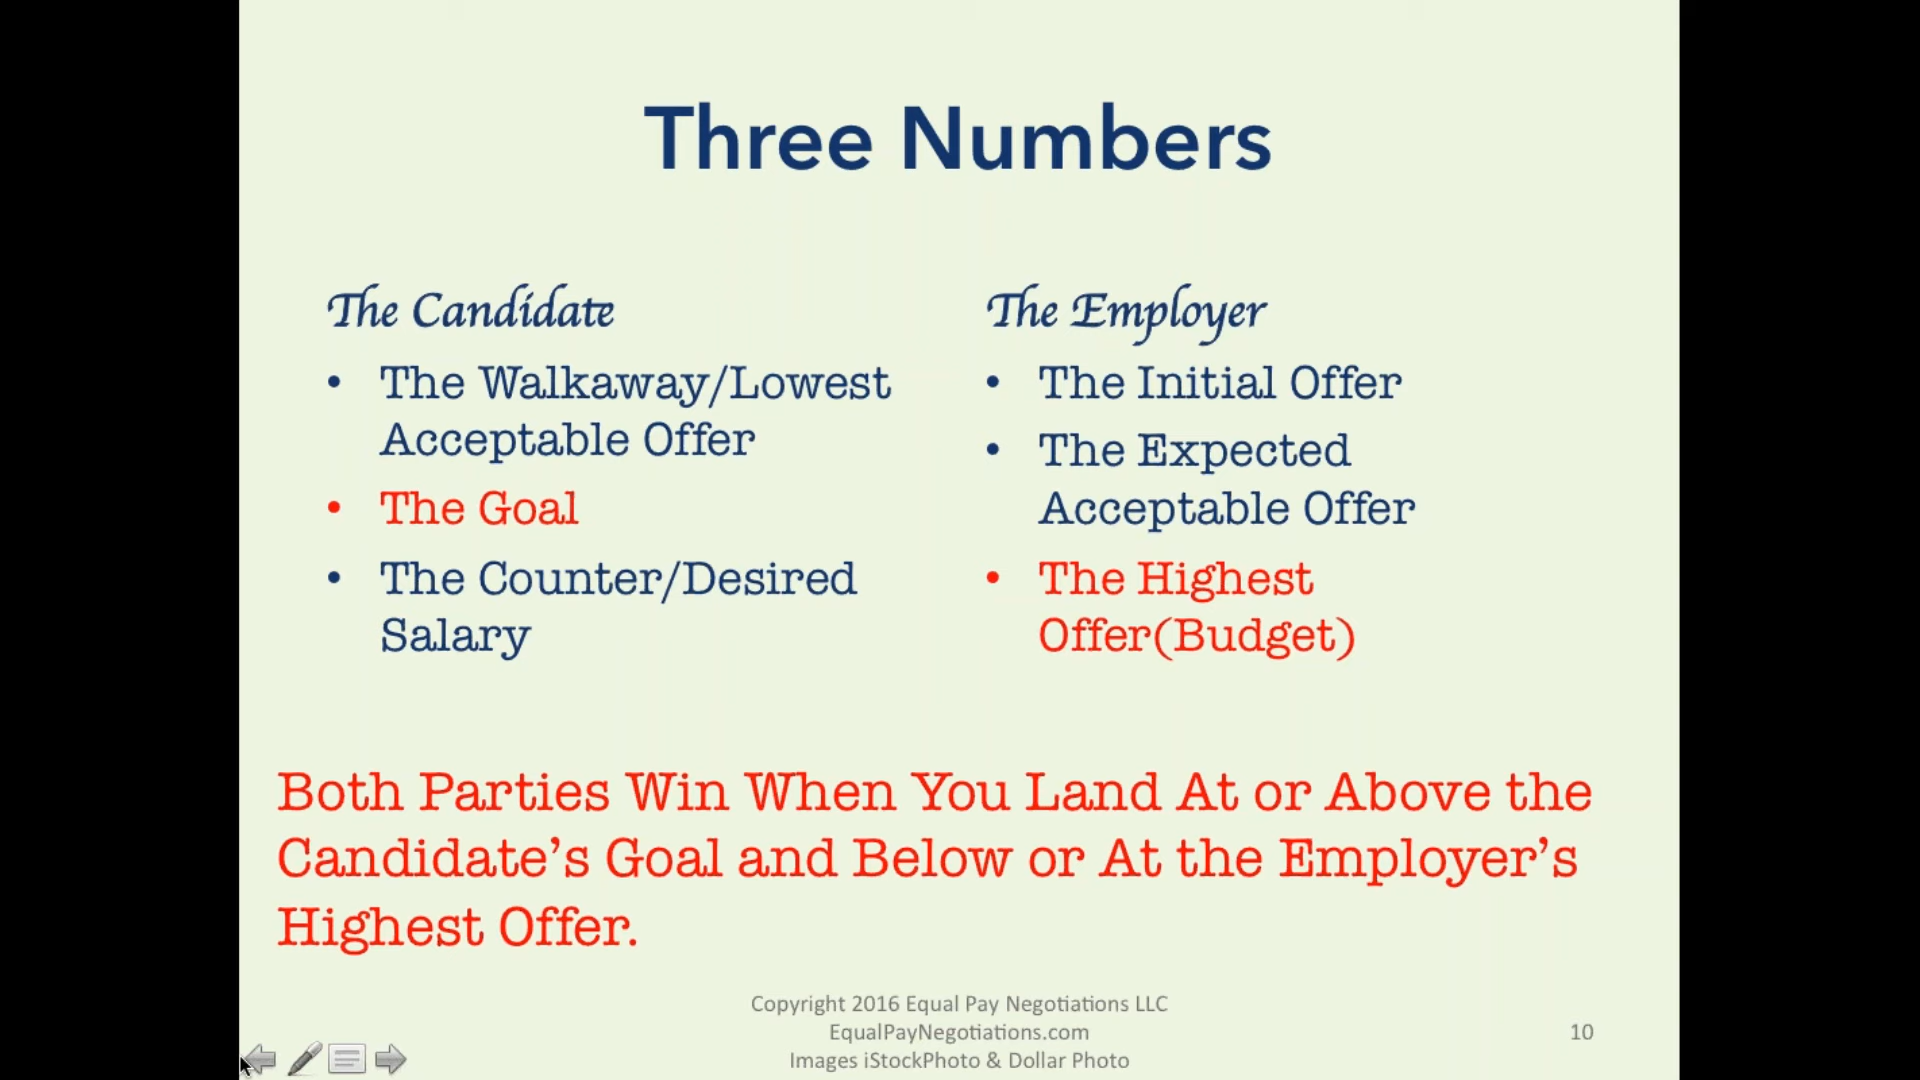 Three Numbers
The Candidate
• The Walkaway/Lowest
Acceptable Offer
• The Goal
• The Counter/Desired
Salary
The Employer
• The Initial Offer
• The Expected
Acceptable Offer
• The Highest
Offer(Budget)
Both Parties Win When You Land At or Above the
Candidate’s Goal and Below or At the Employer’s
Highest Offer.
Copyright 2016 Equal Pay Negotiations LLC
EqualPayNegotiations.com
Images iStockPhoto & Dollar Photo
10